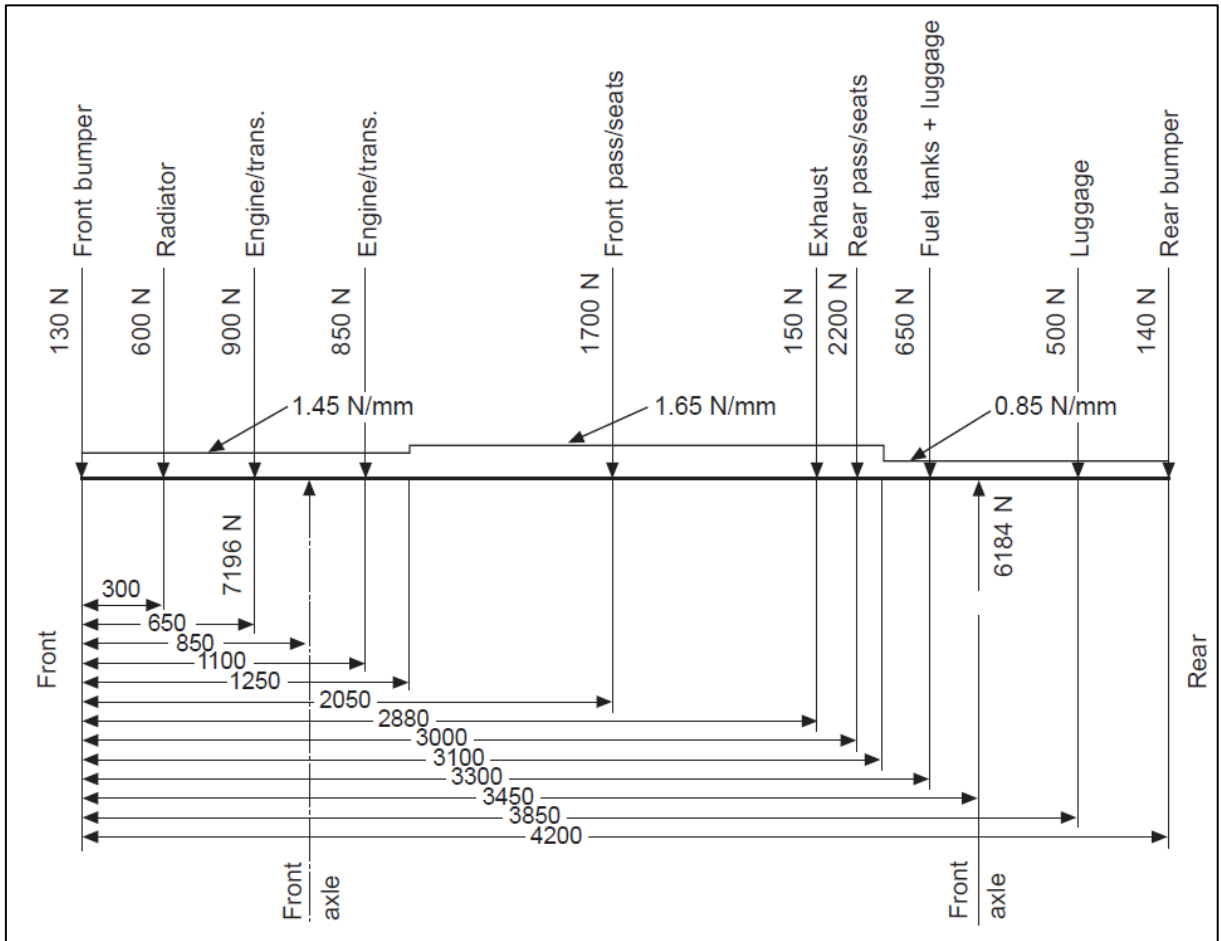 Front bumper
Radiator
Engine/trans.
Engine/trans.
Front pass/seats
Exhaust
Rear pass/seats
Fuel tanks + luggage
Luggage
Rear bumper
130 N
600 N
900 N
850 N
1700 N
150 N
2200 N
650 N
500 N
140 N
1.45 N/mm
1.65 N/mm
0.85 N/mm
7196 N
6184 N
300
650
850
1100
1250
2050
2880
3000
3100
3300
3450
3850
4200
Front
Rear
Front
axle
Front
axle